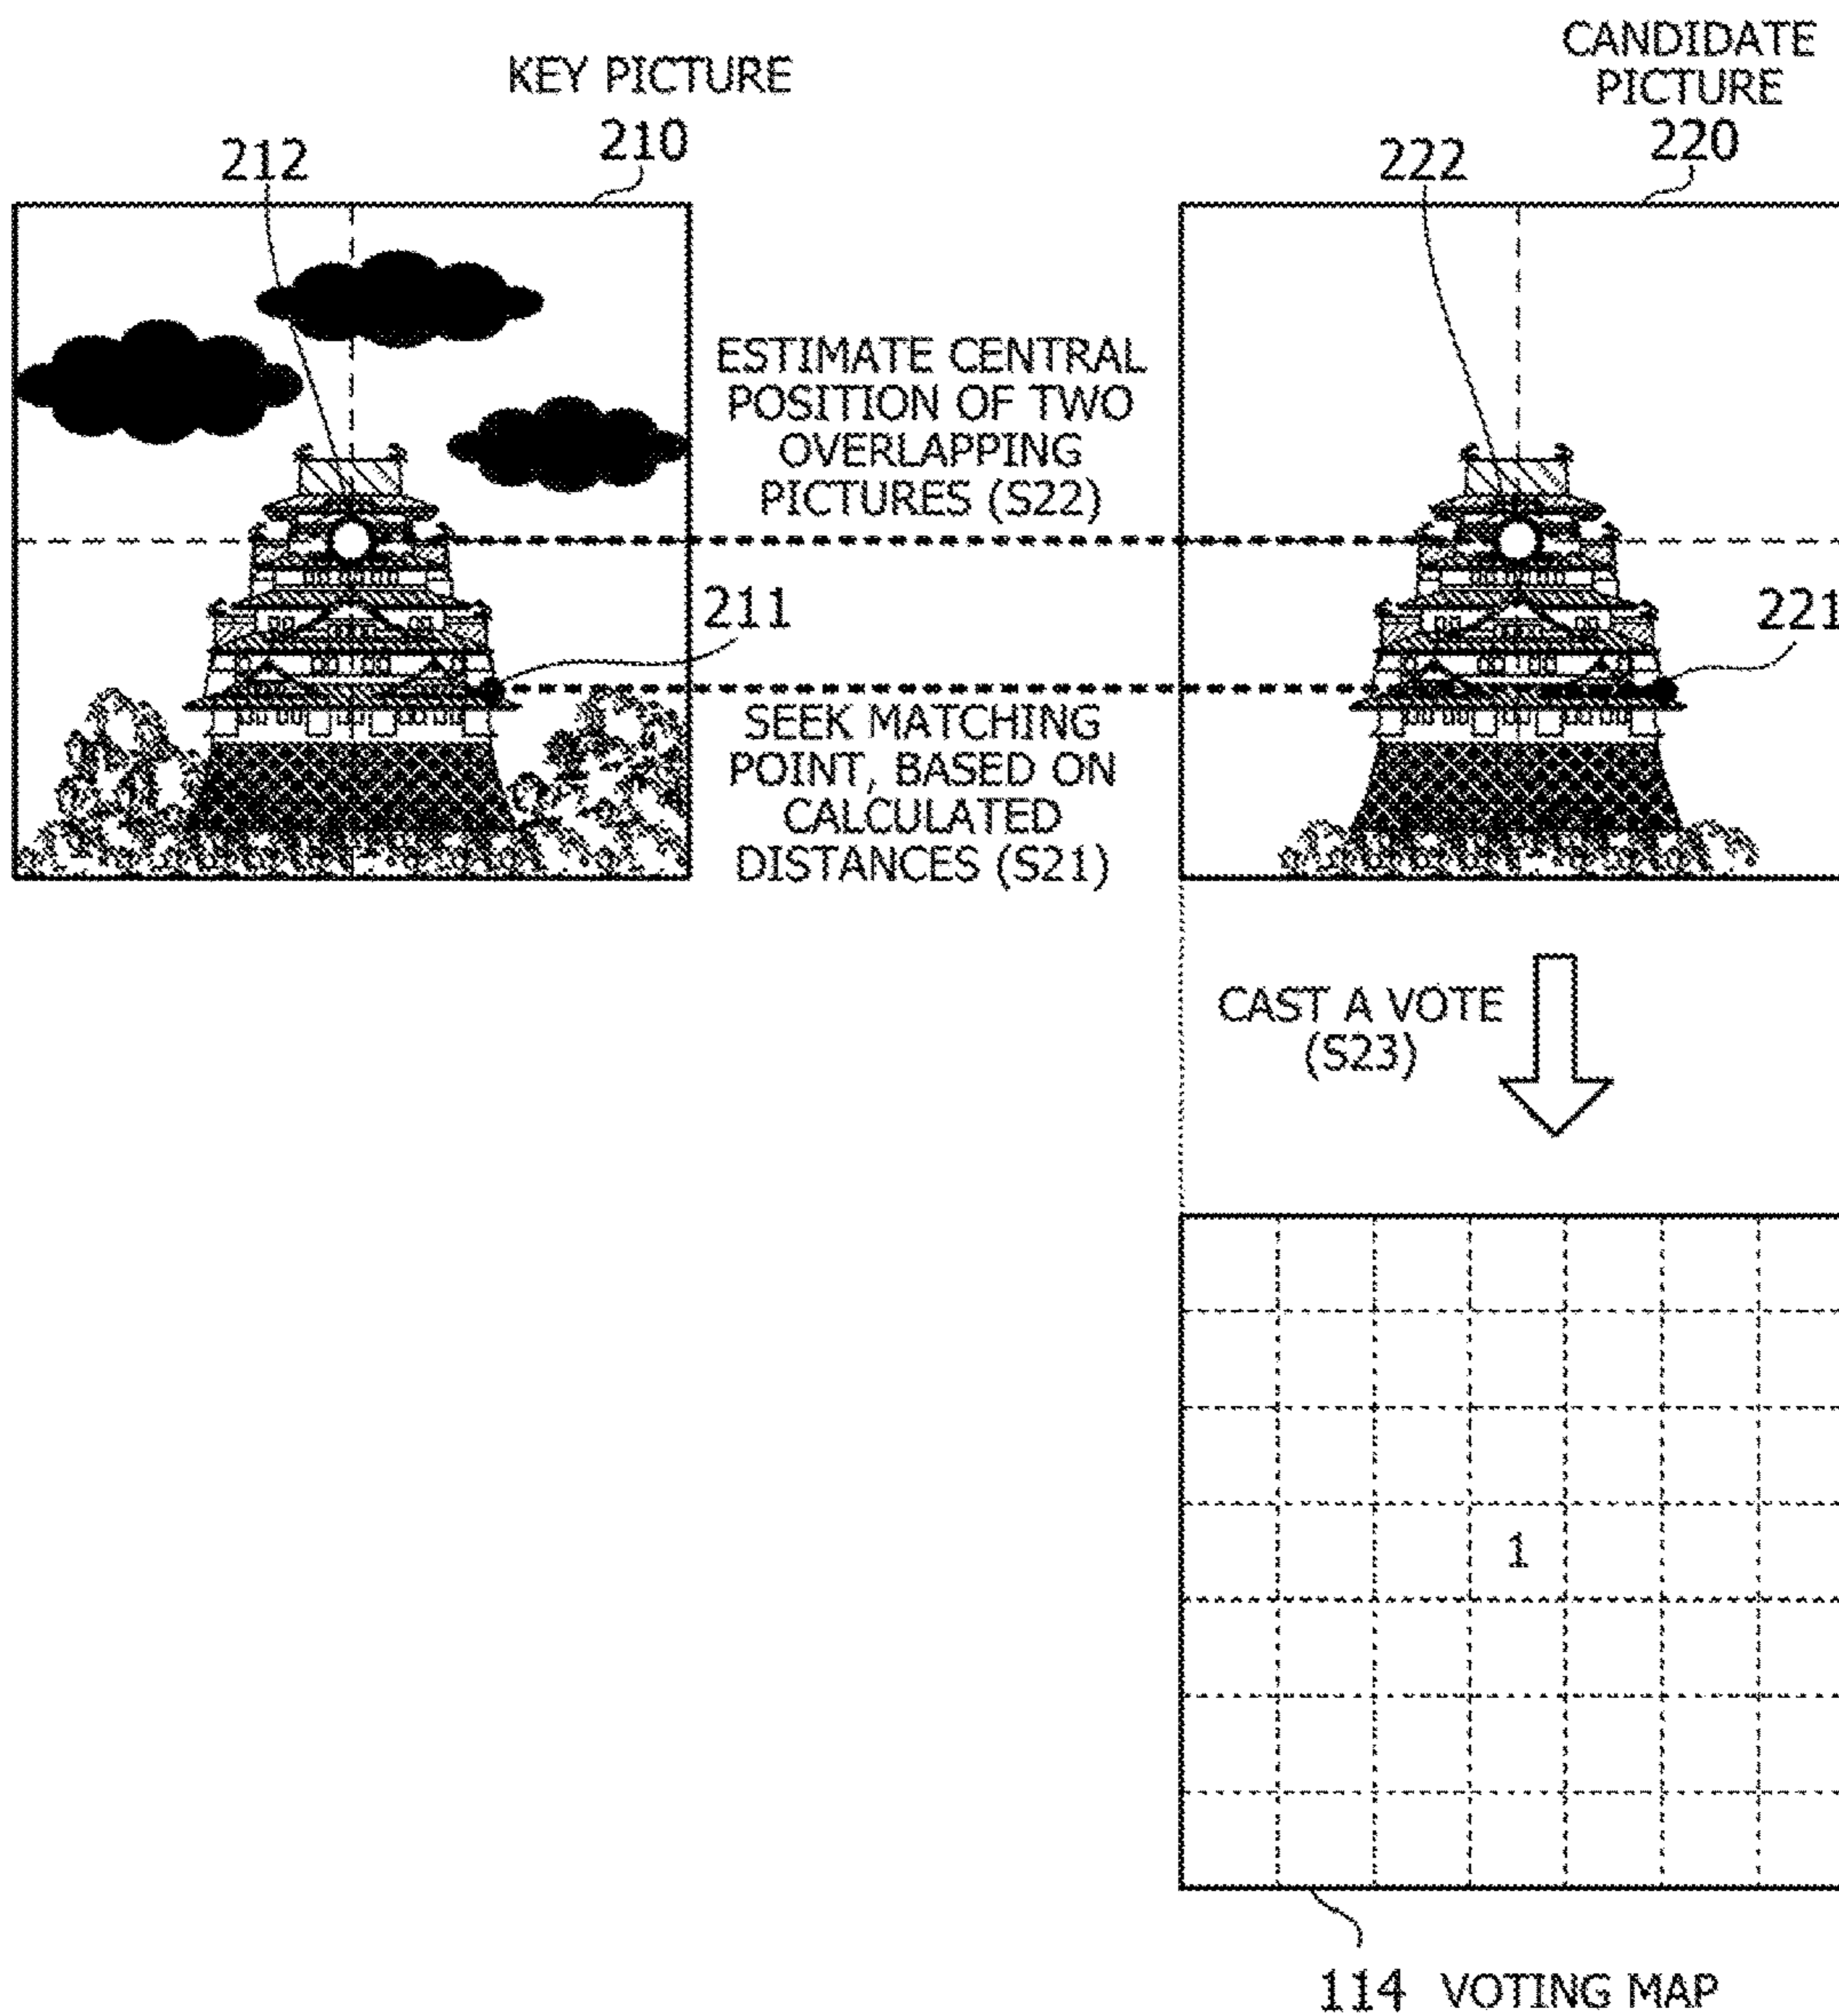 KEY PICTURE
210
212
CANDIDATE
PICTURE
220
222
ESTIMATE CENTRAL
POSITION OF TWO
OVERLAPPING
PICTURES (S22)
211
221
SEEK MATCHING
POINT, BASED ON
CALCULATED
DISTANCES (S21)
CAST A VOTE
(S23)
1
114 VOTING MAP